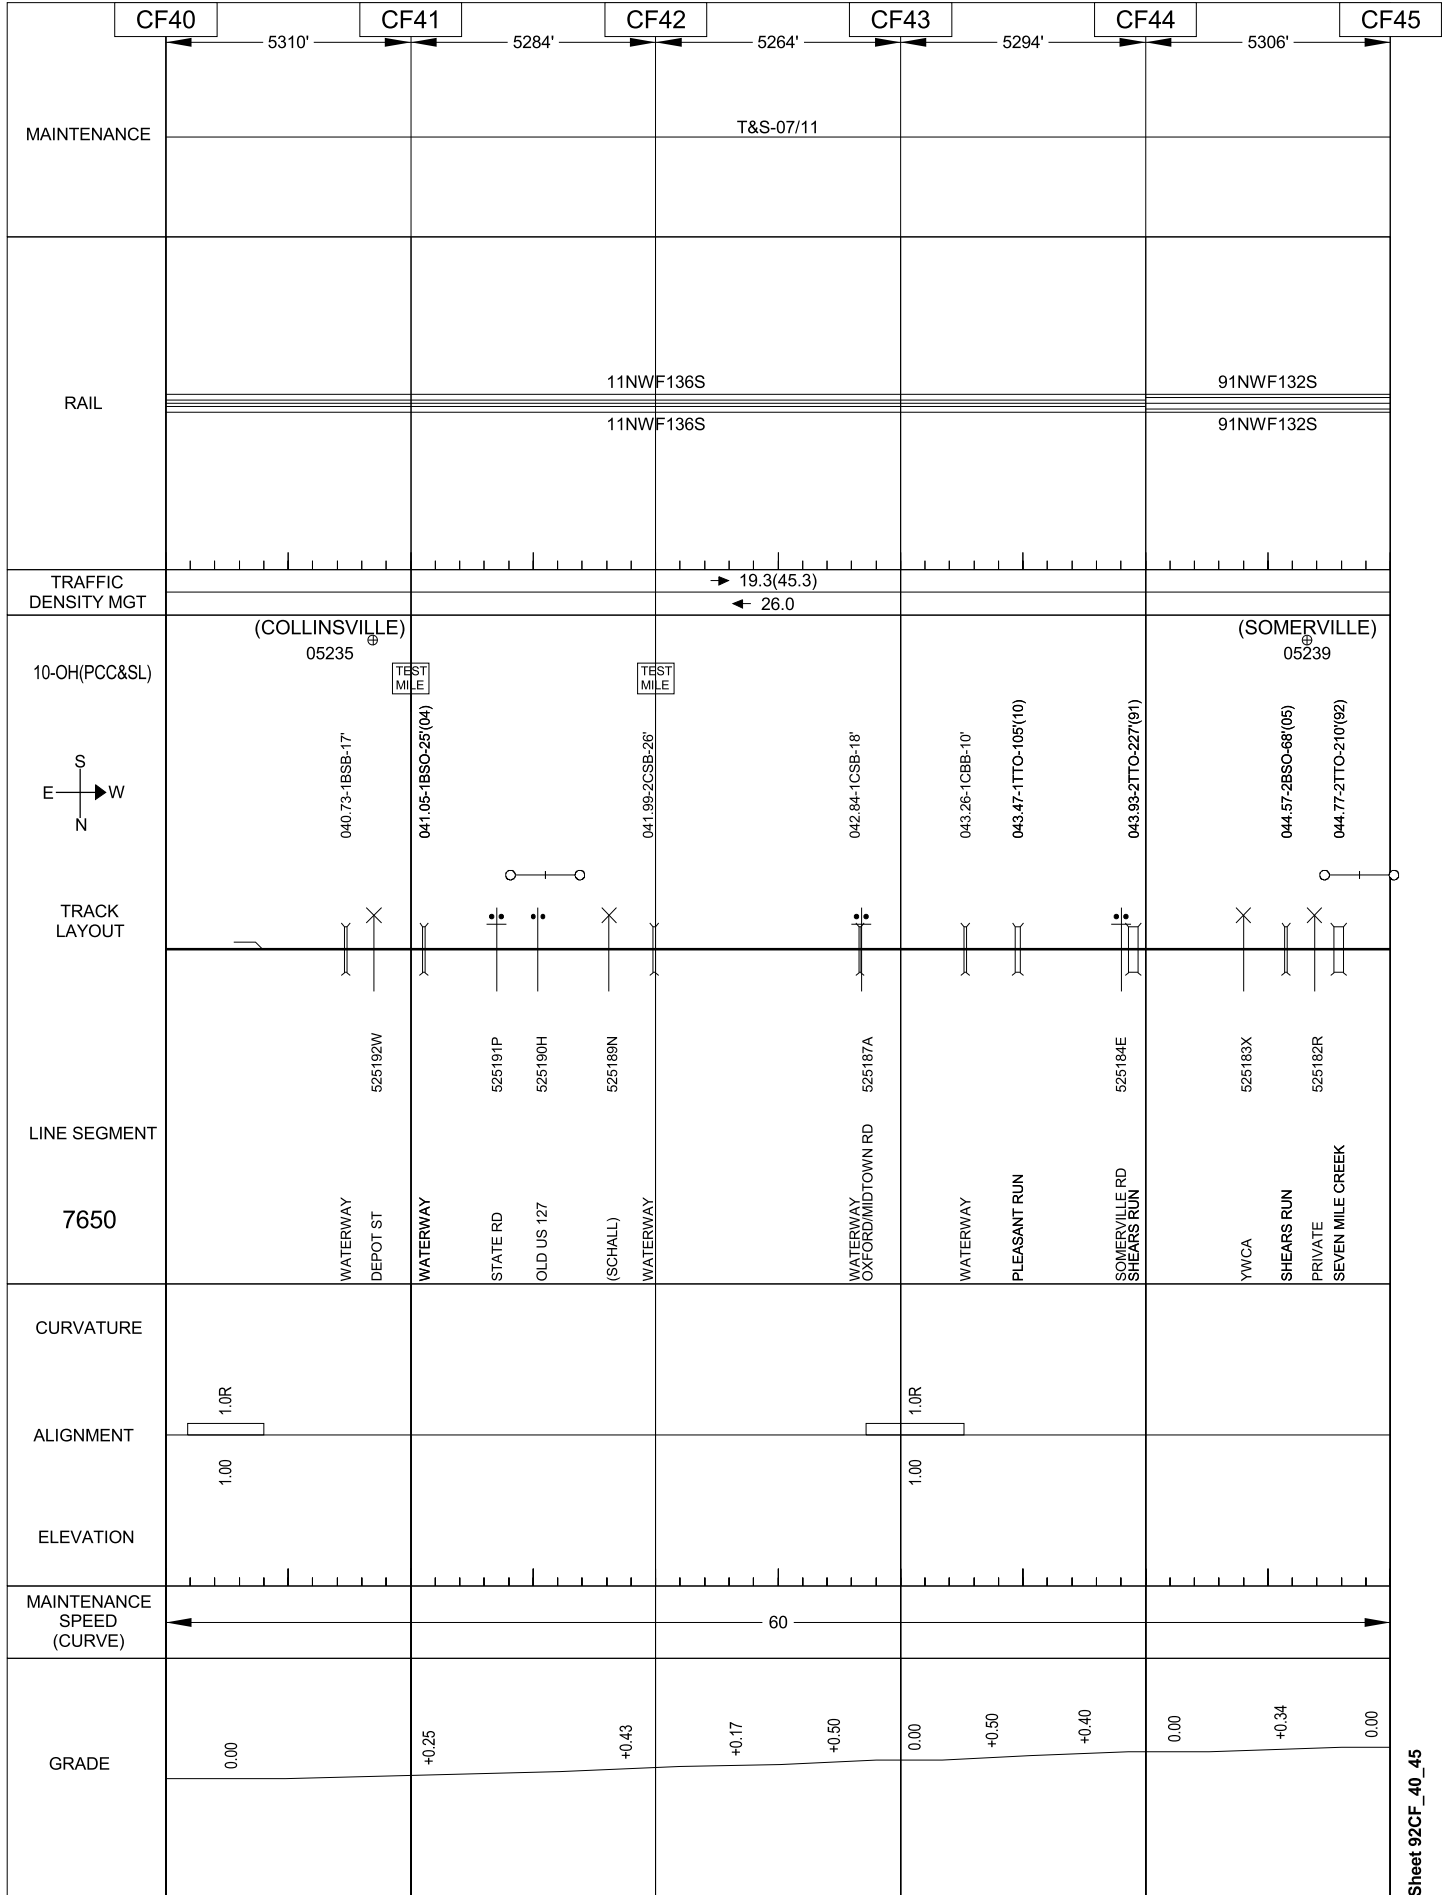 CF40 CF41 CF42 CF43 CF44 CF45
5310' 5284' 5264' 5294' 5306'
MAINTENANCE
T&S-07/11
RAIL
11NWF136S 91NWF132S
11NWF136S 91NWF132S
TRAFFIC
DENSITY MGT
19.3(45.3)
26.0
(COLLINSVILLE) (SOMERVILLE)
05235 05239
10-OH(PCC&SL)
TEST
MILE
TEST
MILE
S
E W
N
040.73-1BSB-17'
041.05-1BSO-25'(04)
041.99-2CSB-26'
042.84-1CSB-18'
043.26-1CBB-10'
043.47-1TTO-105'(10)
043.93-2TTO-227'(91)
044.57-2BSO-68'(05)
044.77-2TTO-210'(92)
TRACK
LAYOUT
525192W
525191P
525190H
525189N
525187A
525184E
525183X
525182R
LINE SEGMENT
7650
WATERWAY
DEPOT ST
WATERWAY
STATE RD
OLD US 127
(SCHALL)
WATERWAY
WATERWAY
OXFORD/MIDTOWN RD
WATERWAY
PLEASANT RUN
SOMERVILLE RD
SHEARS RUN
YWCA
SHEARS RUN
PRIVATE
SEVEN MILE CREEK
CURVATURE
1.0R 1.0R
ALIGNMENT
1.00 1.00
ELEVATION
MAINTENANCE
SPEED
(CURVE)
60
GRADE
0.00
+0.25
+0.43
+0.17
+0.50
0.00
+0.50
+0.40
0.00
+0.34
0.00
Sheet 92CF_40_45